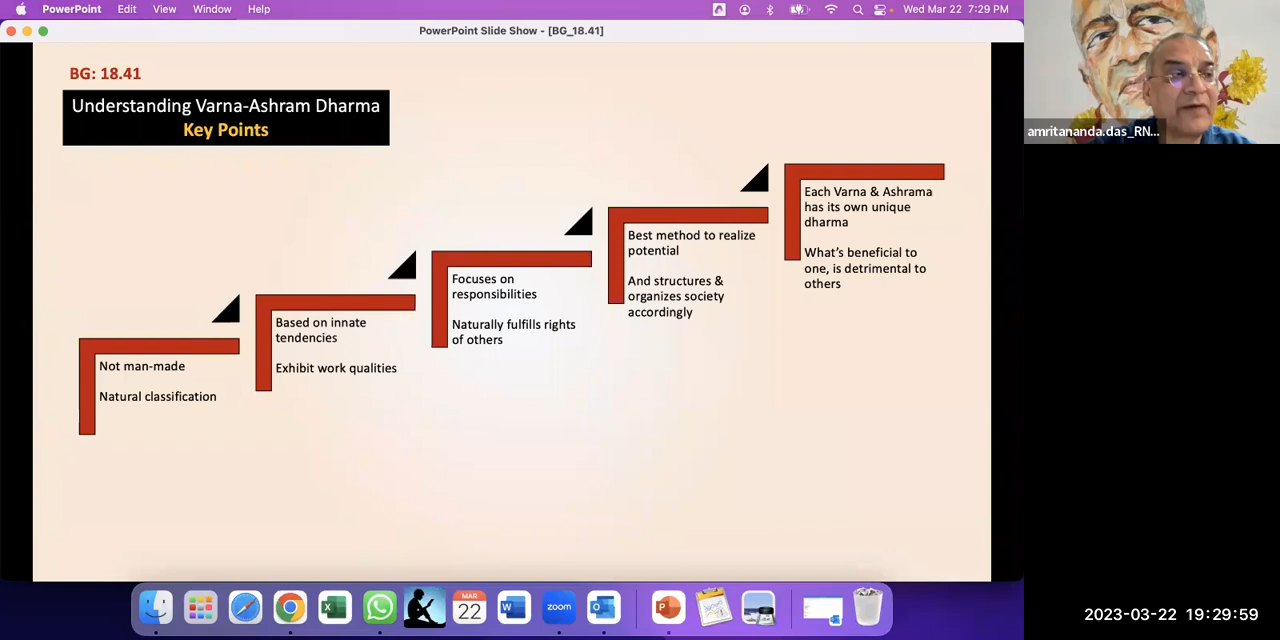 PowerPoint File Edit View Window Help
Wed Mar 22 7:29 PM
PowerPoint Slide Show - [BG_18.41]
BG: 18.41
Understanding Varna-Ashram Dharma
Key Points
Not man-made
Natural classification
Based on innate
tendencies
Exhibit work qualities
Focuses on
responsibilities
Naturally fulfills rights
of others
Best method to realize
potential
And structures &
organizes society
accordingly
Each Varna & Ashrama
has its own unique
dharma
What's beneficial to
one, is detrimental to
others
amritananda.das_RN...
MAR
22
zoom
2023-03-22 19:29:59